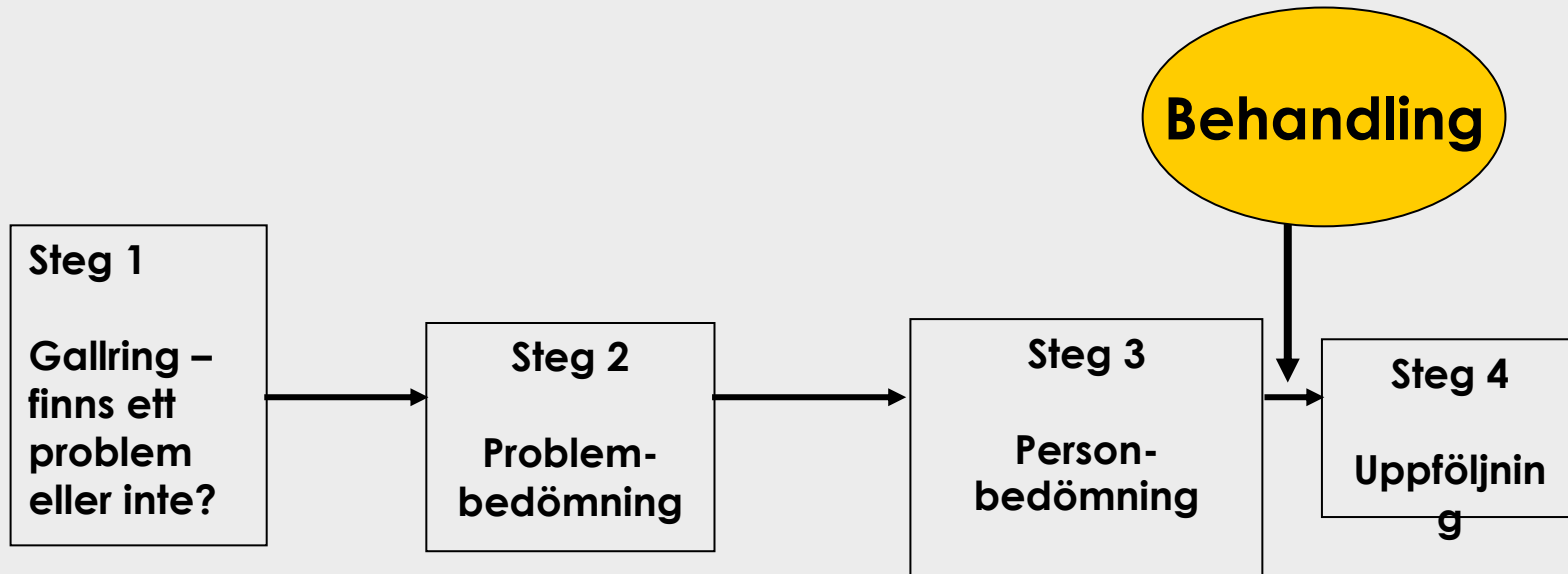 Behandling
Steg 1
Gallring –
finns ett
problem
eller inte?
Steg 2
Problem-
bedömning
Steg 3
Person-
bedömning
Steg 4
Uppföljnin
g